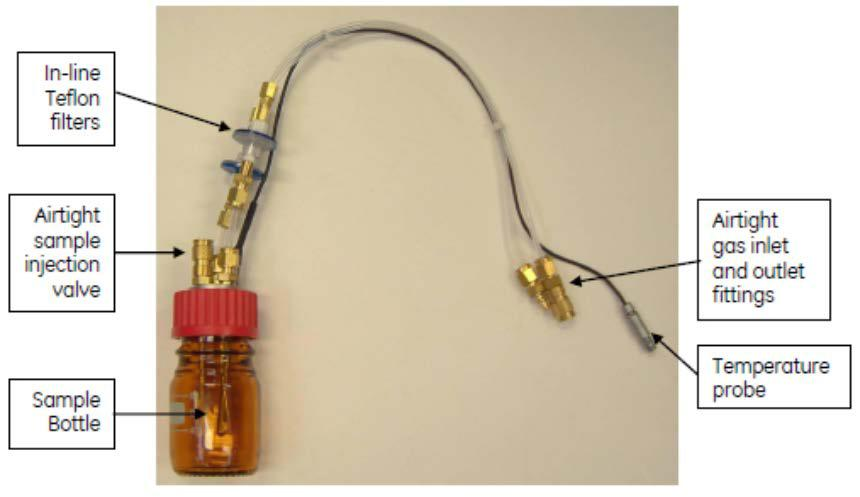 In-line
Teflon
filters
Airtight
sample
injection
valve
Sample
Bottle
Airtight
gas inlet
and outlet
fittings
Temperature
probe